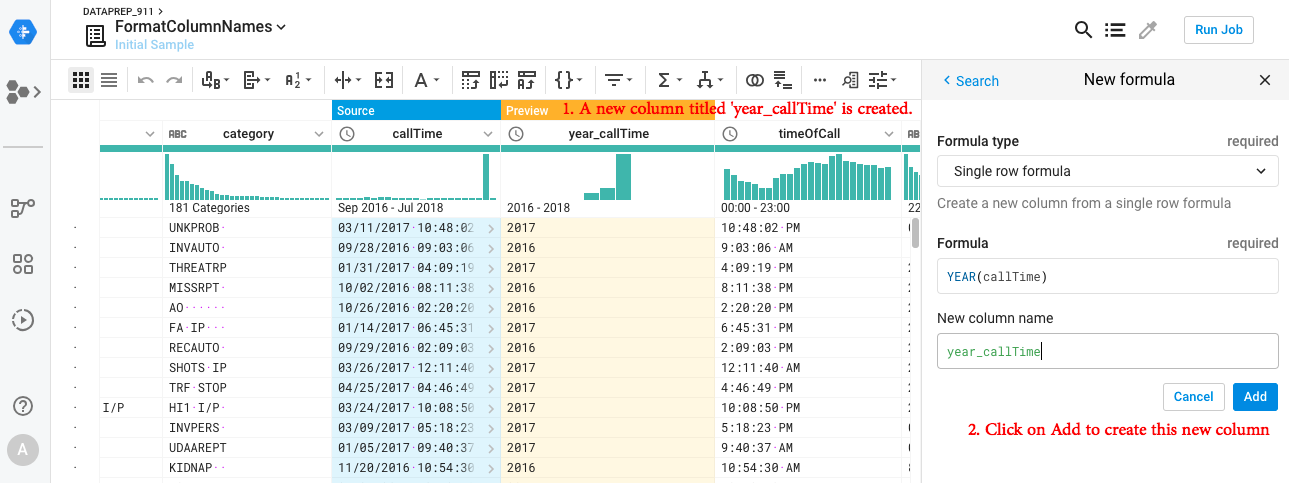 DATAPREP_911 >
FormatColumnNames
Initial Sample
Run Job
Search
New formula
Source
Preview
1. A new column titled 'year_callTime' is created.
ABC category
callTime
year_callTime
timeOfCall
AB
181 Categories
Sep 2016 - Jul 2018
2016 - 2018
00:00 - 23:00
22
UNKPROB· 03/11/2017·10:48:02 2017 10:48:02·PM
INVAUTO· 09/28/2016·09:03:06 2016 9:03:06·AM
THREATRP 01/31/2017·04:09:19 2017 4:09:19·PM
MISSRPT· 10/02/2016·08:11:38 2016 8:11:38·PM
AO······ 10/26/2016·02:20:20 2016 2:20:20·PM
FA·IP··· 01/14/2017·06:45:31 2017 6:45:31·PM
RECAUTO· 09/29/2016·02:09:03 2016 2:09:03·PM
SHOTS·IP 03/26/2017·12:11:40 2017 12:11:40·AM
TRF·STOP 04/25/2017·04:46:49 2017 4:46:49·PM
I/P HI1·I/P· 03/24/2017·10:08:50 2017 10:08:50·PM
INVPERS· 03/09/2017·05:18:23 2017 5:18:23·PM
UDAAREPT 01/05/2017·09:40:37 2017 9:40:37·AM
KIDNAP·· 11/20/2016·10:54:30 2016 10:54:30·AM
Formula type required
Single row formula
Create a new column from a single row formula
Formula required
YEAR(callTime)
New column name
year_callTime
Cancel
Add
2. Click on Add to create this new column
A